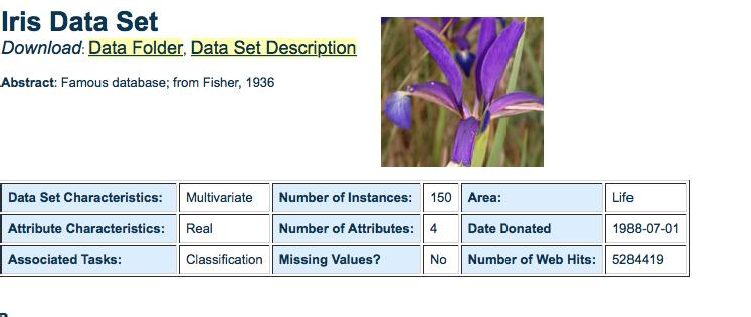 Iris Data Set
Download: Data Folder, Data Set Description
Abstract: Famous database; from Fisher, 1936
Data Set Characteristics: Multivariate Number of Instances: 150 Area: Life
Attribute Characteristics: Real Number of Attributes: 4 Date Donated 1988-07-01
Associated Tasks: Classification Missing Values? No Number of Web Hits: 5284419